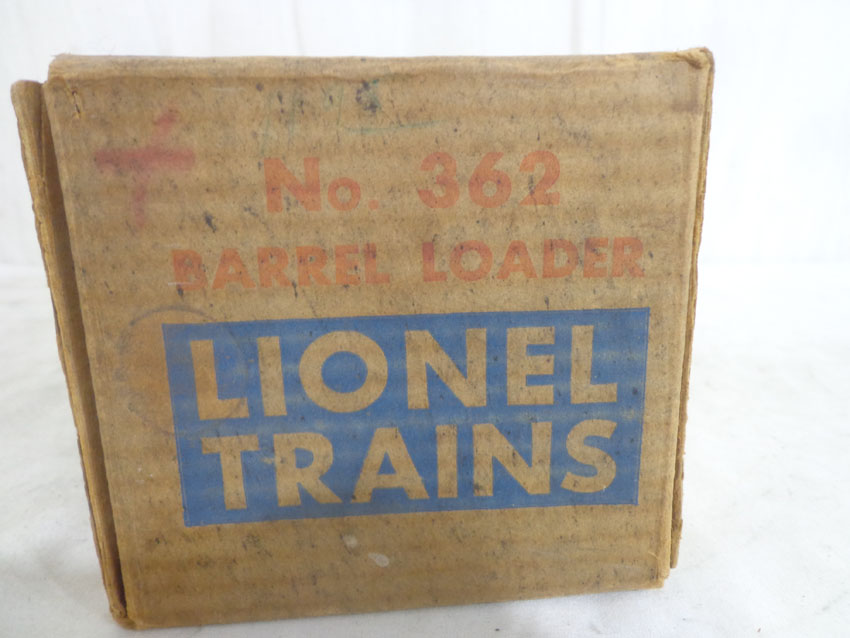 No. 362
BARREL LOADER
LIONEL
TRAINS